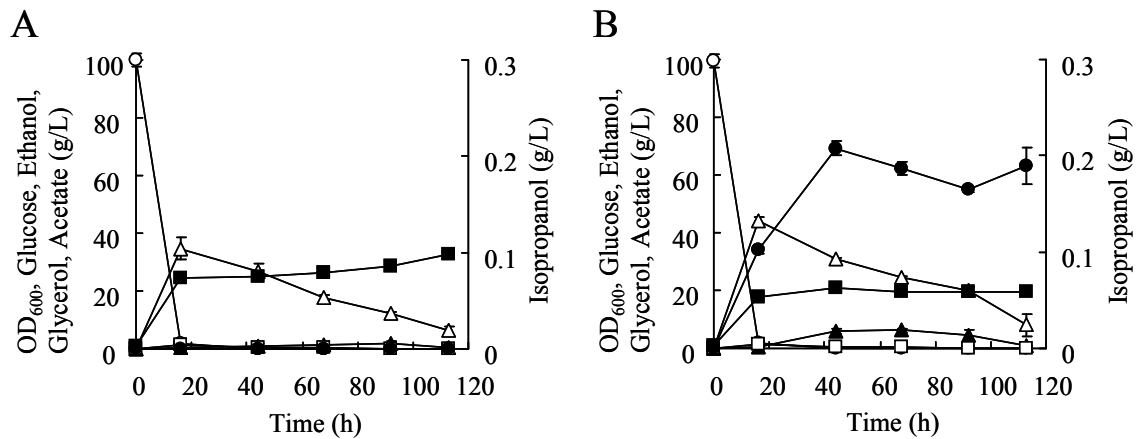 A
B
OD600, Glucose, Ethanol,
Glycerol, Acetate (g/L)
100
80
60
40
20
0
0.3
0.2
0.1
0
Isopropanol (g/L)
0 20 40 60 80 100 120
Time (h)
OD600, Glucose, Ethanol,
Glycerol, Acetate (g/L)
100
80
60
40
20
0
0.3
0.2
0.1
0
Isopropanol (g/L)
0 20 40 60 80 100 120
Time (h)